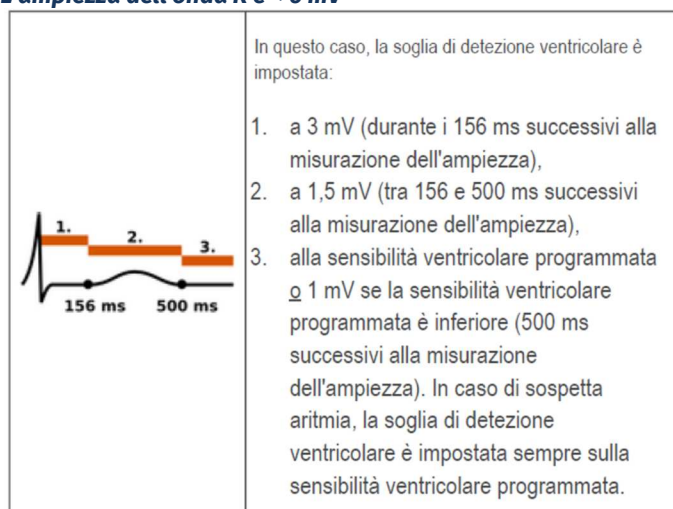 L'ampiezza dell'onda R è mV
In questo caso, la soglia di detezione ventricolare è
impostata:
1. a 3 mV (durante i 156 ms successivi alla
misurazione dell'ampiezza),
2. a 1,5 mV (tra 156 e 500 ms successivi
alla misurazione dell'ampiezza),
3. alla sensibilità ventricolare programmata
o 1 mV se la sensibilità ventricolare
programmata è inferiore (500 ms
successivi alla misurazione
dell'ampiezza). In caso di sospetta
aritmia, la soglia di detezione
ventricolare è impostata sempre sulla
sensibilità ventricolare programmata.
1.
2.
3.
156 ms 500 ms